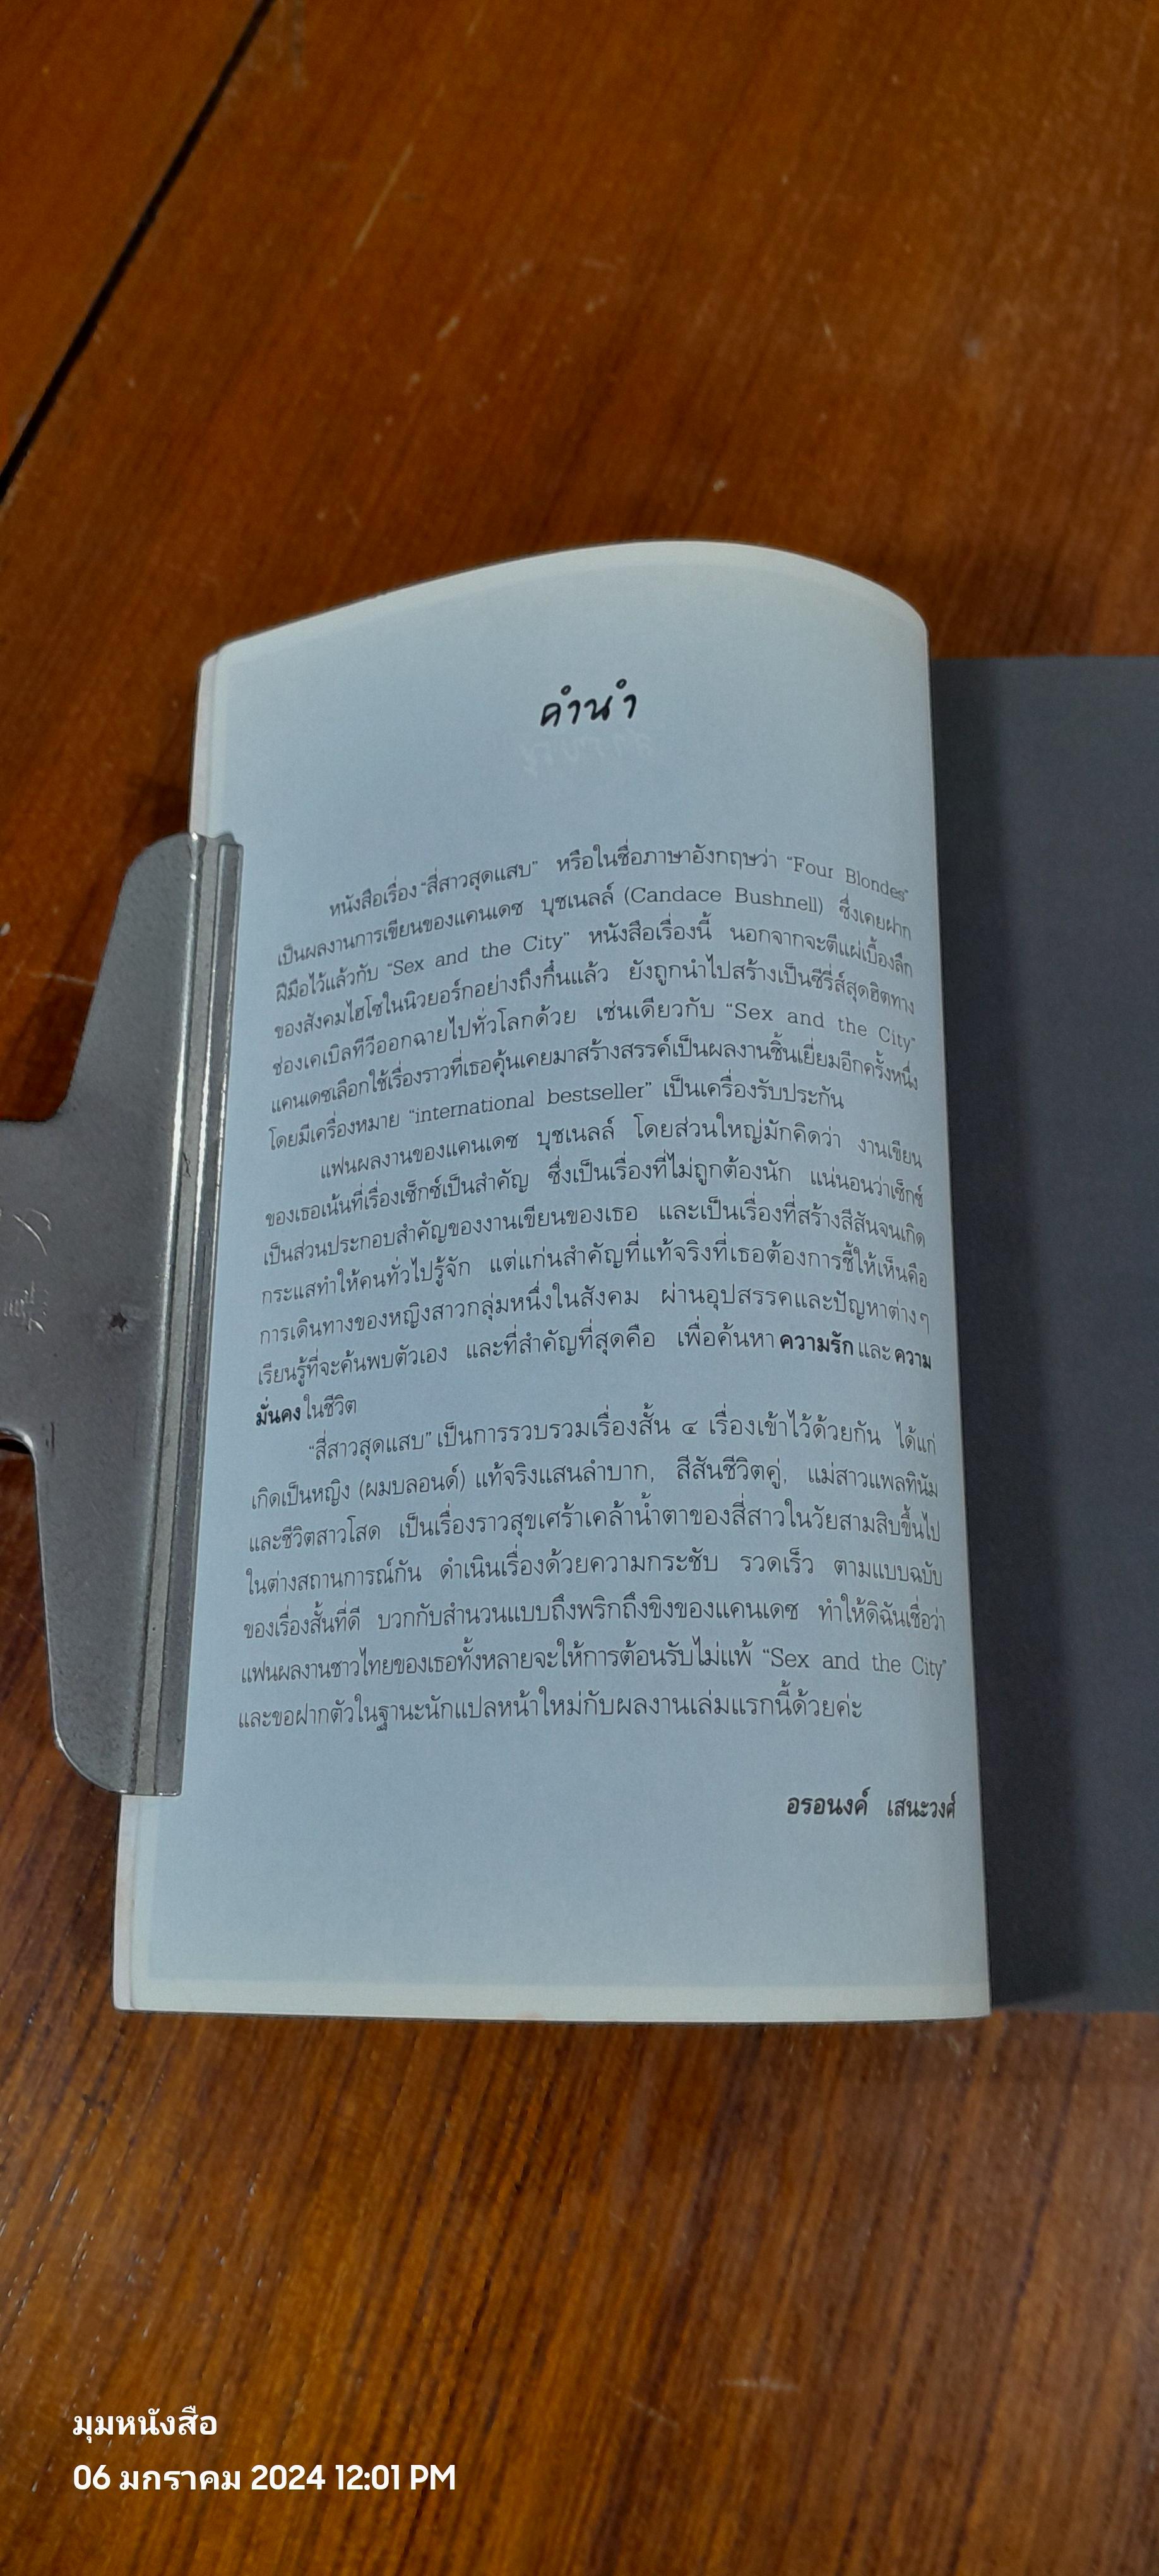 คำนำ
หนังสือเรื่อง “สี่สาวสุดแสบ” หรือในชื่อภาษาอังกฤษว่า “Four Blondes”
เป็นผลงานการเขียนของแคนเดซ บุชเนลล์ (Candace Bushnell) ซึ่งเคยฝาก
ฝีมือไว้แล้วกับ “Sex and the City” หนังสือเรื่องนี้ นอกจากจะตีแผ่เบื้องลึก
ของสังคมไฮโซในนิวยอร์กอย่างถึงกึ๋นแล้ว ยังถูกนำไปสร้างเป็นซีรี่ส์สุดฮิตทาง
ช่องเคเบิลทีวีออกฉายไปทั่วโลกด้วย เช่นเดียวกับ “Sex and the City”
แคนเดซเลือกใช้เรื่องราวที่เธอคุ้นเคยมาสร้างสรรค์เป็นผลงานชิ้นเยี่ยมอีกครั้งหนึ่ง
โดยมีเครื่องหมาย “international bestseller” เป็นเครื่องรับประกัน
แฟนผลงานของแคนเดซ บุชเนลล์ โดยส่วนใหญ่มักคิดว่า งานเขียน
ของเธอเน้นที่เรื่องเซ็กซ์เป็นสำคัญ ซึ่งเป็นเรื่องที่ไม่ถูกต้องนัก แน่นอนว่าเซ็กซ์
เป็นส่วนประกอบสำคัญของงานเขียนของเธอ และเป็นเรื่องที่สร้างสีสันจนเกิด
กระแสทำให้คนทั่วไปรู้จัก แต่แก่นสำคัญที่แท้จริงที่เธอต้องการชี้ให้เห็นคือ
การเดินทางของหญิงสาวกลุ่มหนึ่งในสังคม ผ่านอุปสรรคและปัญหาต่างๆ
เรียนรู้ที่จะค้นพบตัวเอง และที่สำคัญที่สุดคือ เพื่อค้นหา ความรัก และ ความ
มั่นคง ในชีวิต
“สี่สาวสุดแสบ” เป็นการรวบรวมเรื่องสั้น ๔ เรื่องเข้าไว้ด้วยกัน ได้แก่
เกิดเป็นหญิง (ผมบลอนด์) แท้จริงแสนลำบาก, สีสันชีวิตคู่, แม่สาวแพลทินัม
และชีวิตสาวโสด เป็นเรื่องราวสุขเศร้าเคล้าน้ำตาของสี่สาวในวัยสามสิบขึ้นไป
ในต่างสถานการณ์กัน ดำเนินเรื่องด้วยความกระชับ รวดเร็ว ตามแบบฉบับ
ของเรื่องสั้นที่ดี บวกกับสำนวนแบบถึงพริกถึงขิงของแคนเดซ ทำให้ดิฉันเชื่อว่า
แฟนผลงานชาวไทยของเธอทั้งหลายจะให้การต้อนรับไม่แพ้ “Sex and the City”
และขอฝากตัวในฐานะนักแปลหน้าใหม่กับผลงานเล่มแรกนี้ด้วยค่ะ
อรอนงค์ เสนะวงศ์
มุมหนังสือ
06 มกราคม 2024 12:01 PM